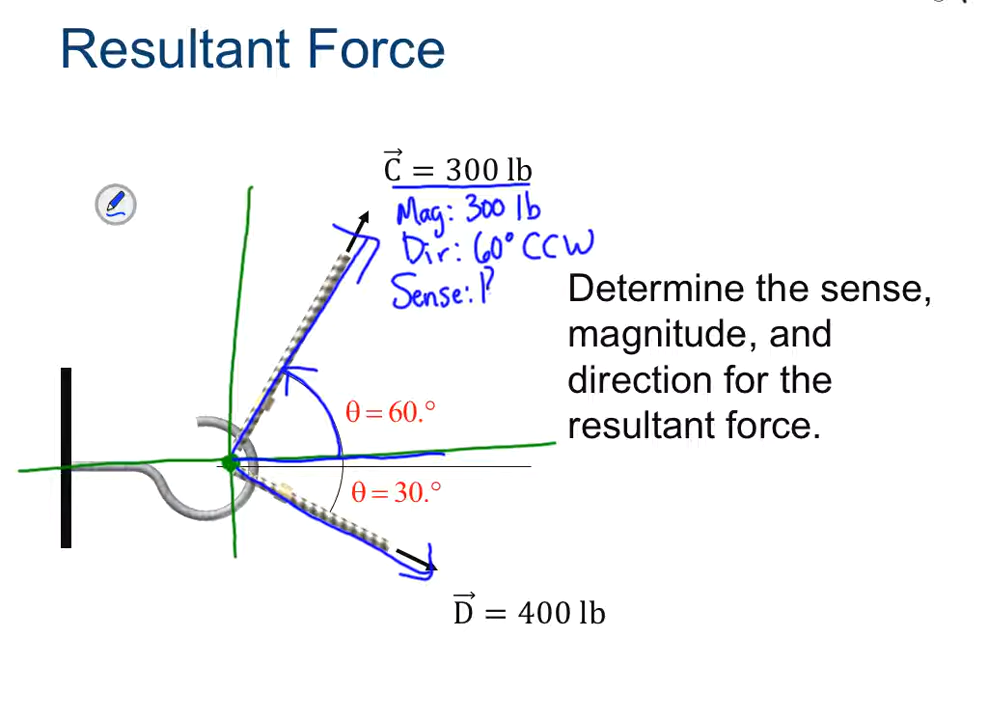 Resultant Force
C⃗ = 300 lb
Mag: 300 lb
Dir: 60° CCW
Sense:
Determine the sense,
magnitude, and
direction for the
resultant force.
θ = 60.°
θ = 30.°
D⃗ = 400 lb